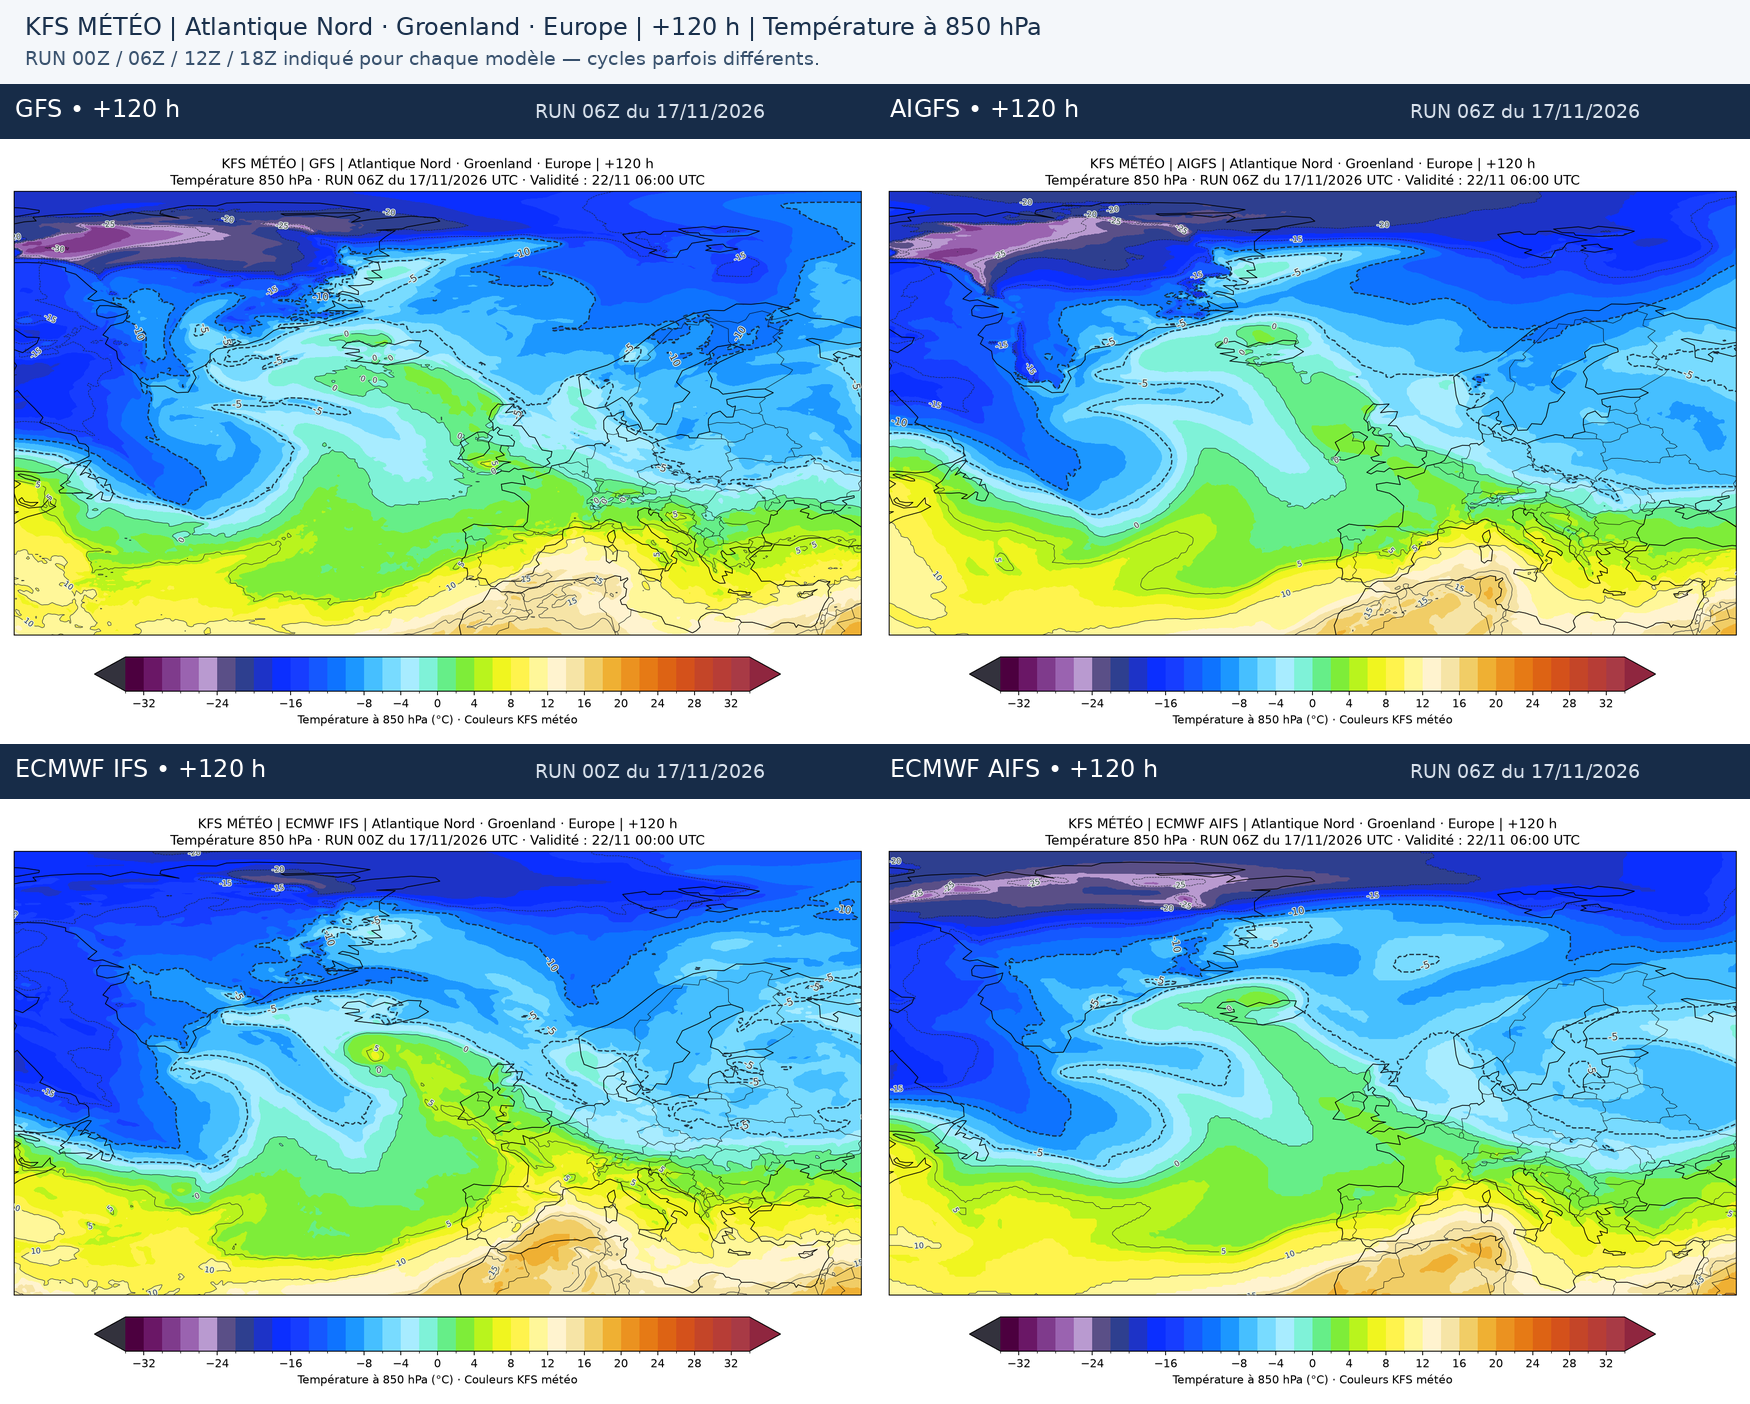 KFS MÉTÉO | Atlantique Nord · Groenland · Europe | +120 h | Température à 850 hPa
RUN 00Z / 06Z / 12Z / 18Z indiqué pour chaque modèle — cycles parfois différents.
GFS • +120 h
RUN 06Z du 17/11/2026
AIGFS • +120 h
RUN 06Z du 17/11/2026
KFS MÉTÉO | GFS | Atlantique Nord · Groenland · Europe | +120 h
Température 850 hPa · RUN 06Z du 17/11/2026 UTC · Validité : 22/11 06:00 UTC
KFS MÉTÉO | AIGFS | Atlantique Nord · Groenland · Europe | +120 h
Température 850 hPa · RUN 06Z du 17/11/2026 UTC · Validité : 22/11 06:00 UTC
−32 −24 −16 −8 −4 0 4 8 12 16 20 24 28 32
Température à 850 hPa (°C) · Couleurs KFS météo
−32 −24 −16 −8 −4 0 4 8 12 16 20 24 28 32
Température à 850 hPa (°C) · Couleurs KFS météo
ECMWF IFS • +120 h
RUN 00Z du 17/11/2026
ECMWF AIFS • +120 h
RUN 06Z du 17/11/2026
KFS MÉTÉO | ECMWF IFS | Atlantique Nord · Groenland · Europe | +120 h
Température 850 hPa · RUN 00Z du 17/11/2026 UTC · Validité : 22/11 00:00 UTC
KFS MÉTÉO | ECMWF AIFS | Atlantique Nord · Groenland · Europe | +120 h
Température 850 hPa · RUN 06Z du 17/11/2026 UTC · Validité : 22/11 06:00 UTC
−32 −24 −16 −8 −4 0 4 8 12 16 20 24 28 32
Température à 850 hPa (°C) · Couleurs KFS météo
−32 −24 −16 −8 −4 0 4 8 12 16 20 24 28 32
Température à 850 hPa (°C) · Couleurs KFS météo